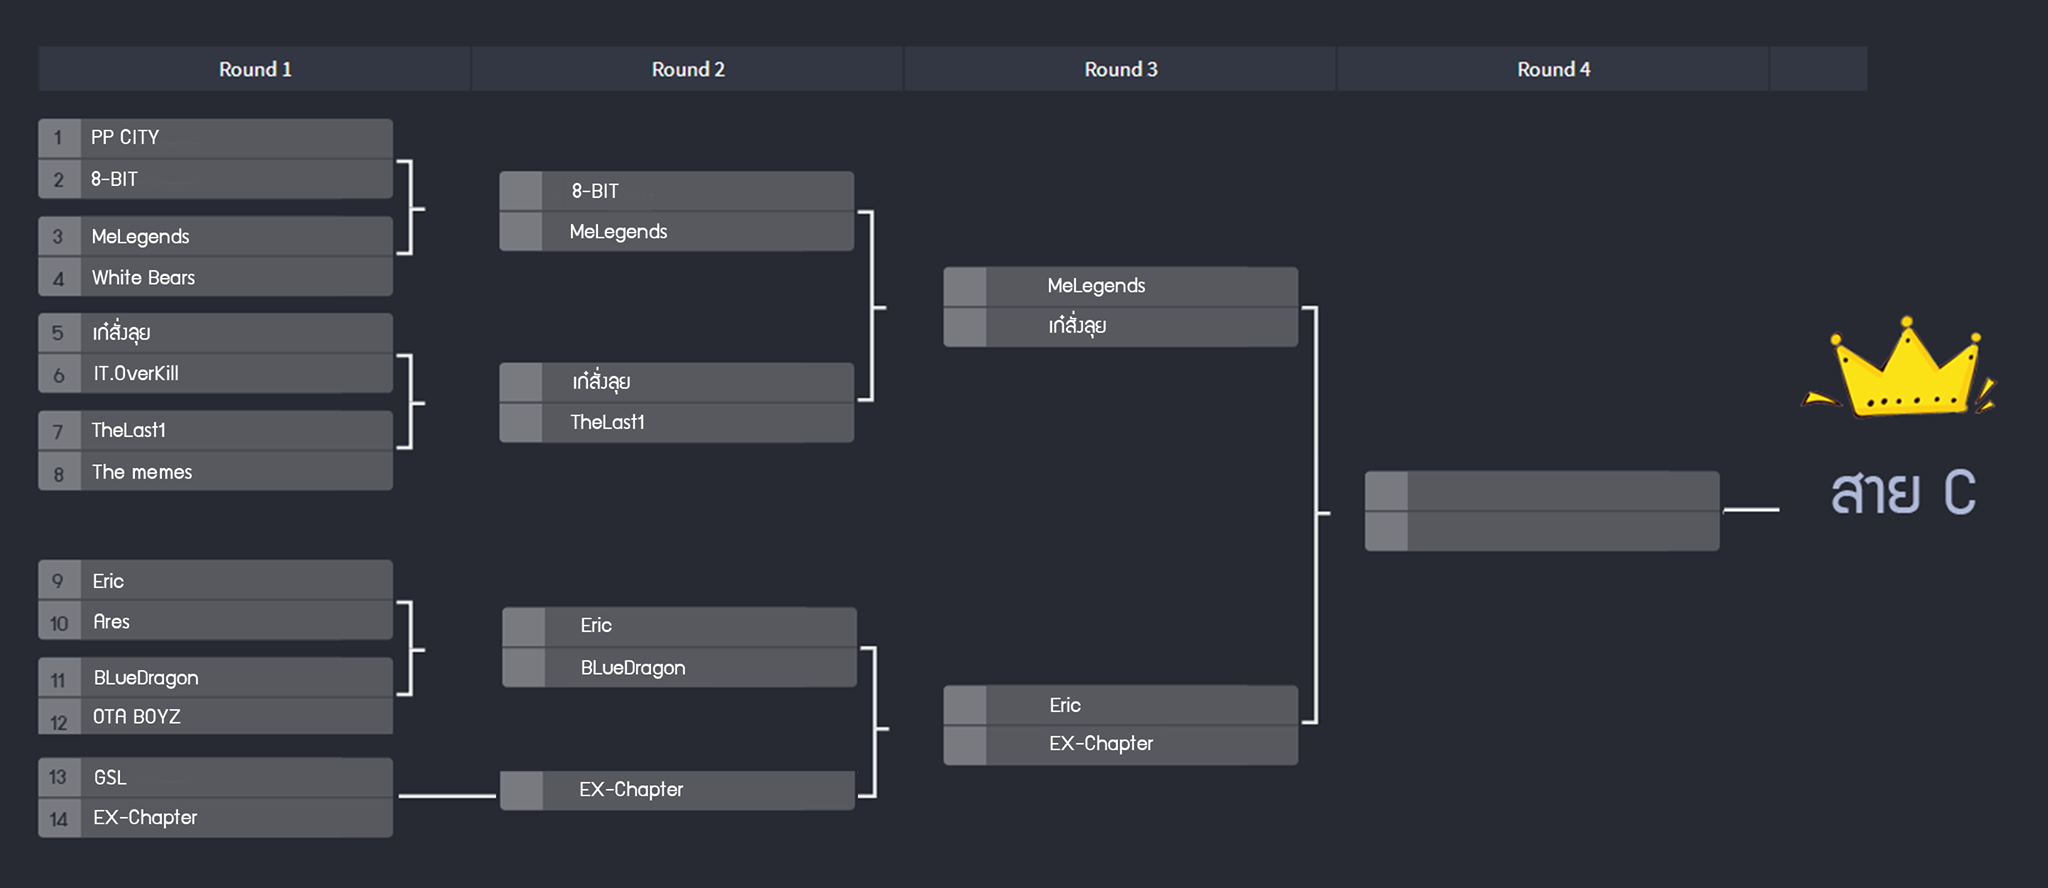 Round 1
Round 2
Round 3
Round 4
1 PP CITY
2 8-BIT
3 MeLegends
4 White Bears
5 เก๋สั่งลุย
6 IT.OverKill
7 TheLast1
8 The memes
9 Eric
10 Ares
11 BLueDragon
12 OTA BOYZ
13 GSL
14 EX-Chapter
8-BIT
MeLegends
เก๋สั่งลุย
TheLast1
Eric
BLueDragon
EX-Chapter
MeLegends
เก๋สั่งลุย
Eric
EX-Chapter
สาย C